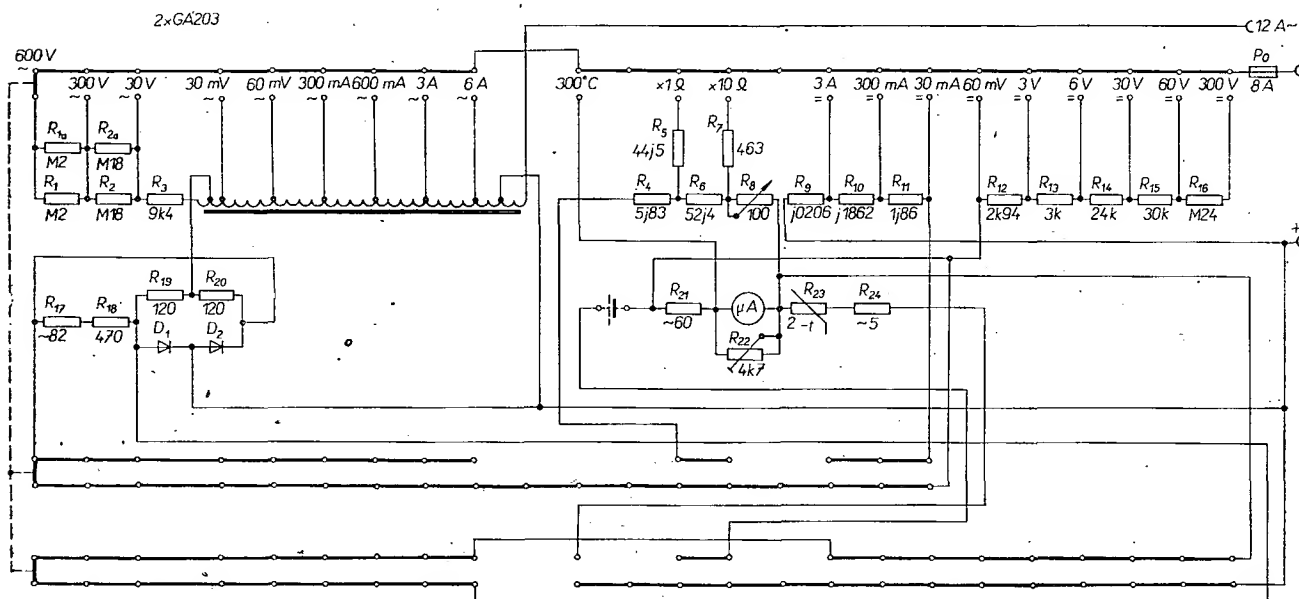 2xGA203
12 A~
600 V
~
300 V
~
30 V
~
30 mV
~
60 mV
~
300 mA
~
600 mA
~
3 A
~
6 A
~
300°C
x1 Ω
x10 Ω
3 A
=
300 mA
=
30 mA
=
60 mV
=
3 V
=
6 V
=
30 V
=
60 V
=
300 V
=
Po
8 A
R1a
M2
R2a
M18
R5
44j5
R7
463
R1
M2
R2
M18
R3
9k4
R4
5j83
R6
52j4
R8
100
R9
j0206
R10
j1862
R11
1j86
R12
2k94
R13
3k
R14
24k
R15
30k
R16
M24
+
R17
~82
R18
470
R19
120
R20
120
D1
D2
R21
~60
μA
R22
4k7
R23
2 -t
R24
~5